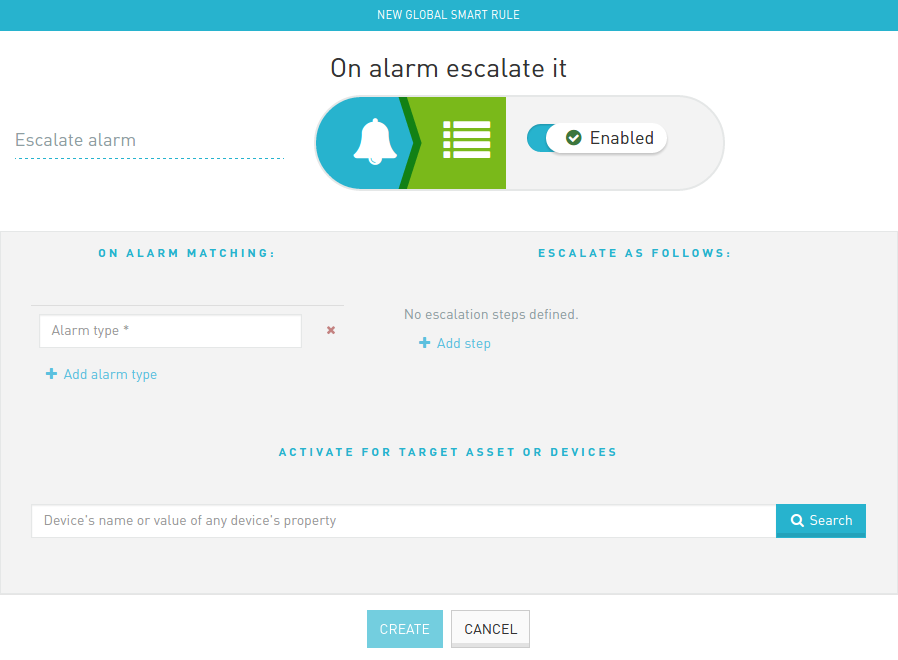 NEW GLOBAL SMART RULE
On alarm escalate it
Escalate alarm
Enabled
ON ALARM MATCHING:
ESCALATE AS FOLLOWS:
Alarm type *
Add alarm type
No escalation steps defined.
Add step
ACTIVATE FOR TARGET ASSET OR DEVICES
Device's name or value of any device's property
Search
CREATE
CANCEL